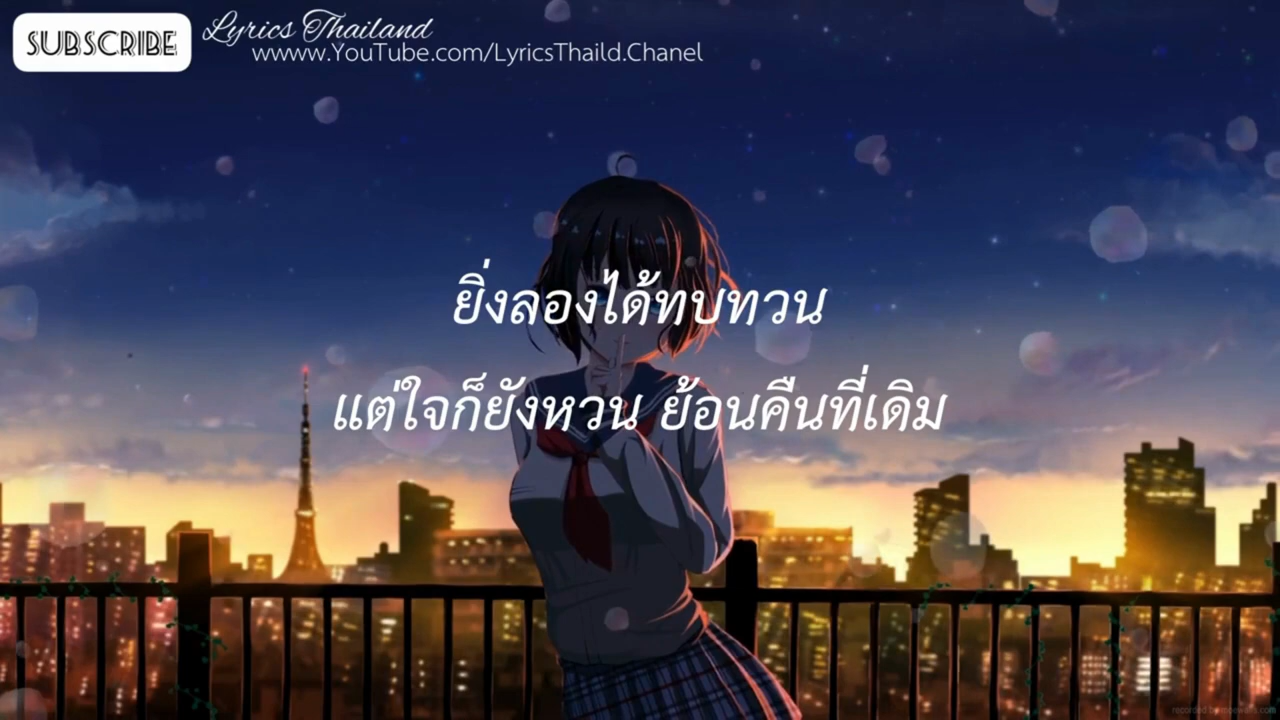 SUBSCRIBE
Lyrics Thailand
wwww.YouTube.com/LyricsThaild.Chanel
ยิ่งลองได้ทบทวน
แต่ใจก็ยังหวน ย้อนคืนที่เดิม